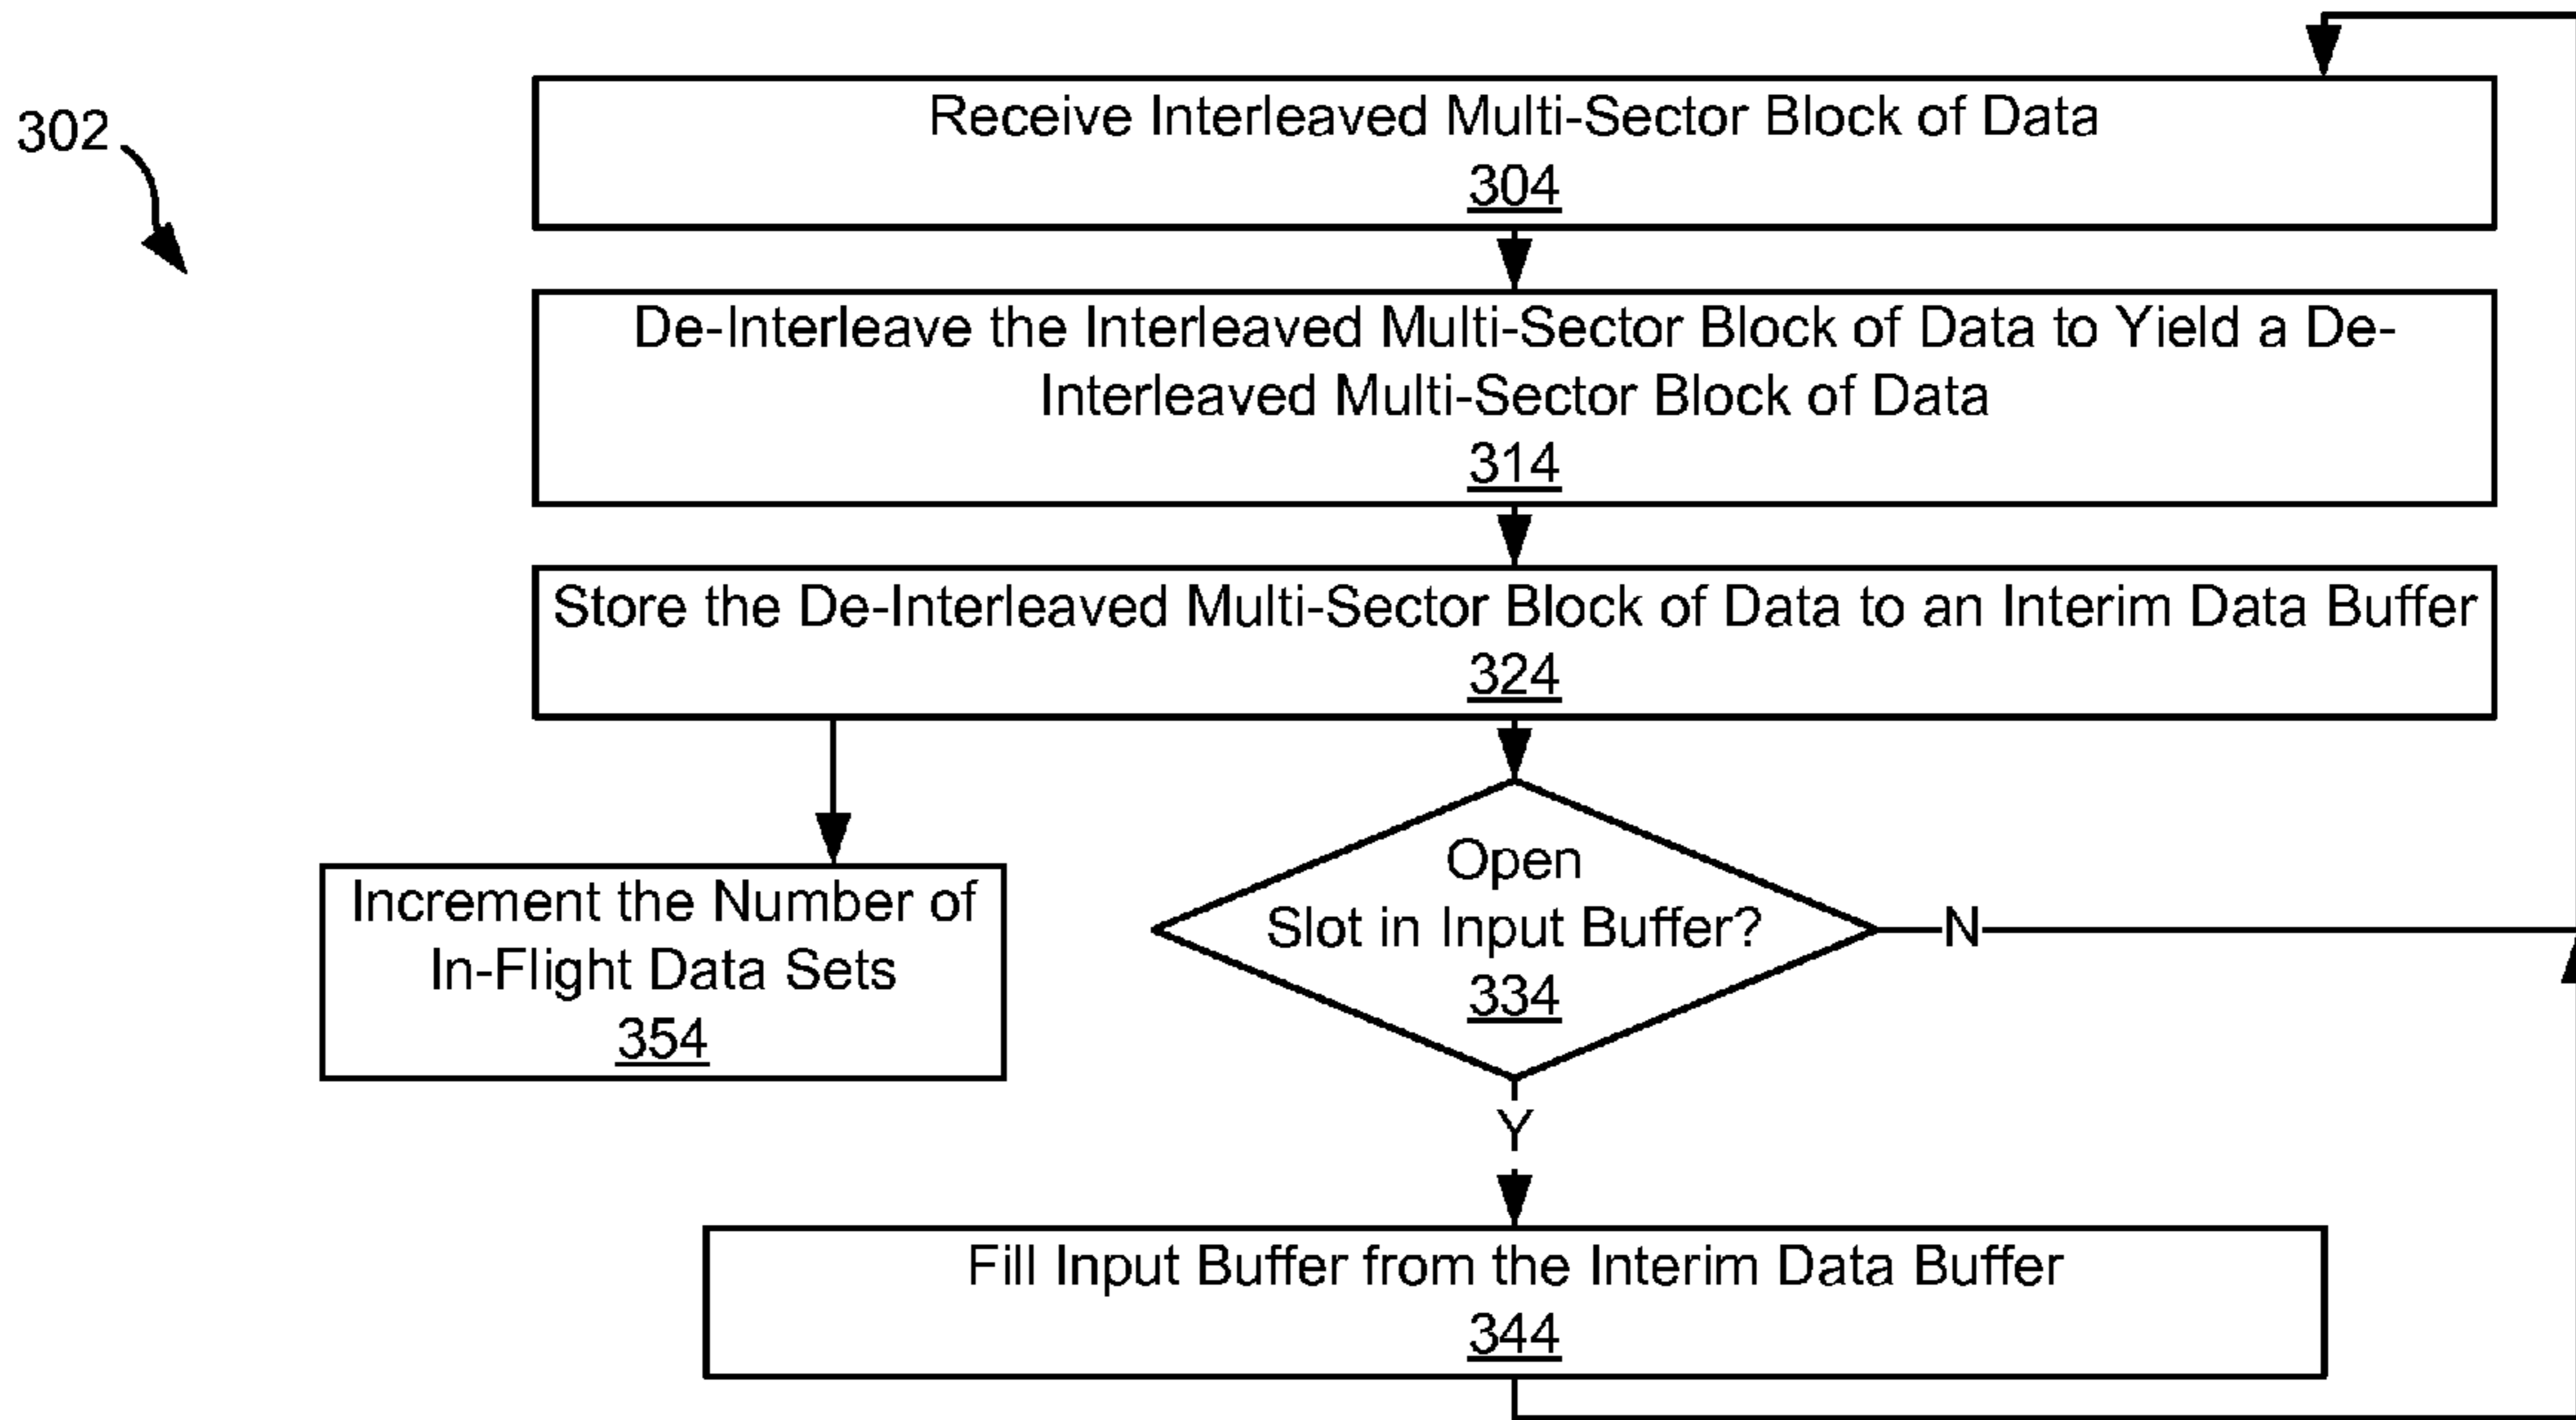 302
Receive Interleaved Multi-Sector Block of Data
304
De-Interleave the Interleaved Multi-Sector Block of Data to Yield a De-
Interleaved Multi-Sector Block of Data
314
Store the De-Interleaved Multi-Sector Block of Data to an Interim Data Buffer
324
Increment the Number of
In-Flight Data Sets
354
Open
Slot in Input Buffer?
334
N
Y
Fill Input Buffer from the Interim Data Buffer
344